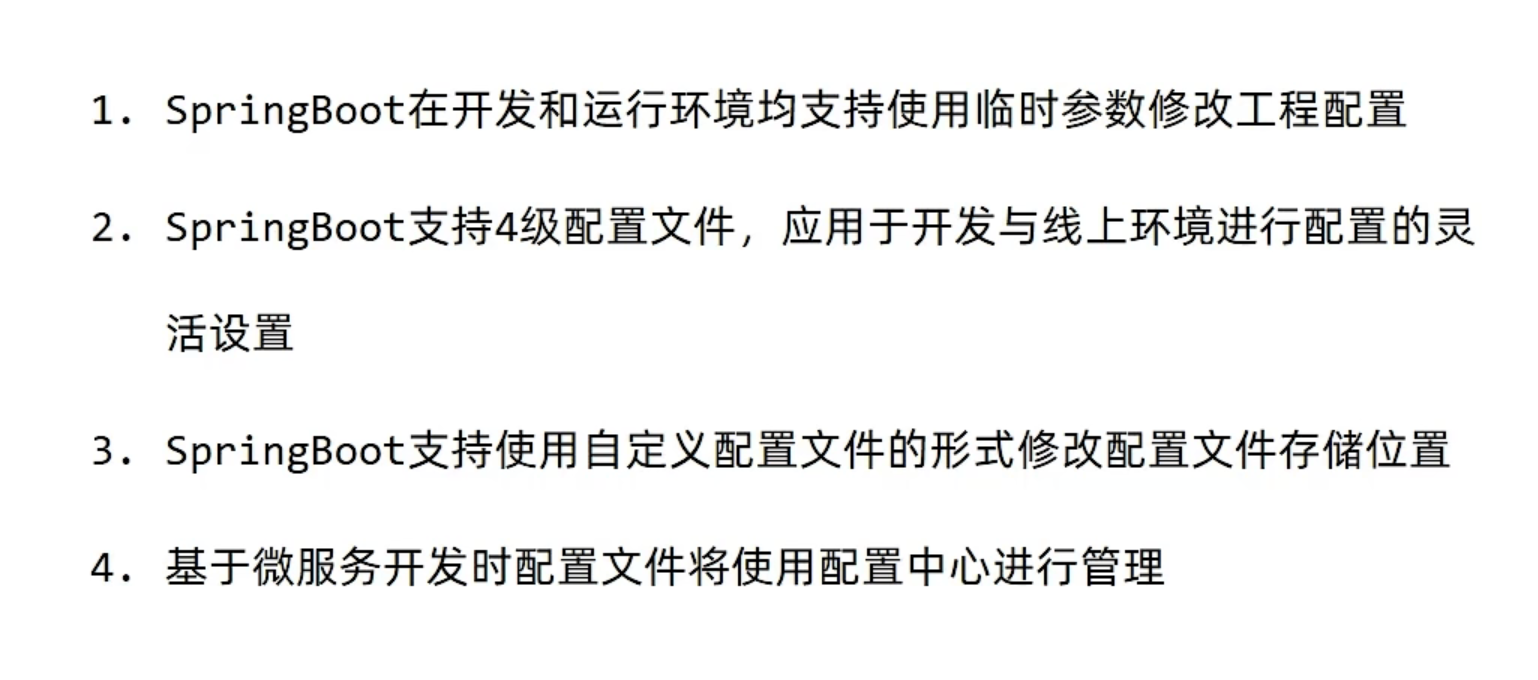 1. SpringBoot在开发和运行环境均支持使用临时参数修改工程配置
2. SpringBoot支持4级配置文件，应用于开发与线上环境进行配置的灵
活设置
3. SpringBoot支持使用自定义配置文件的形式修改配置文件存储位置
4. 基于微服务开发时配置文件将使用配置中心进行管理